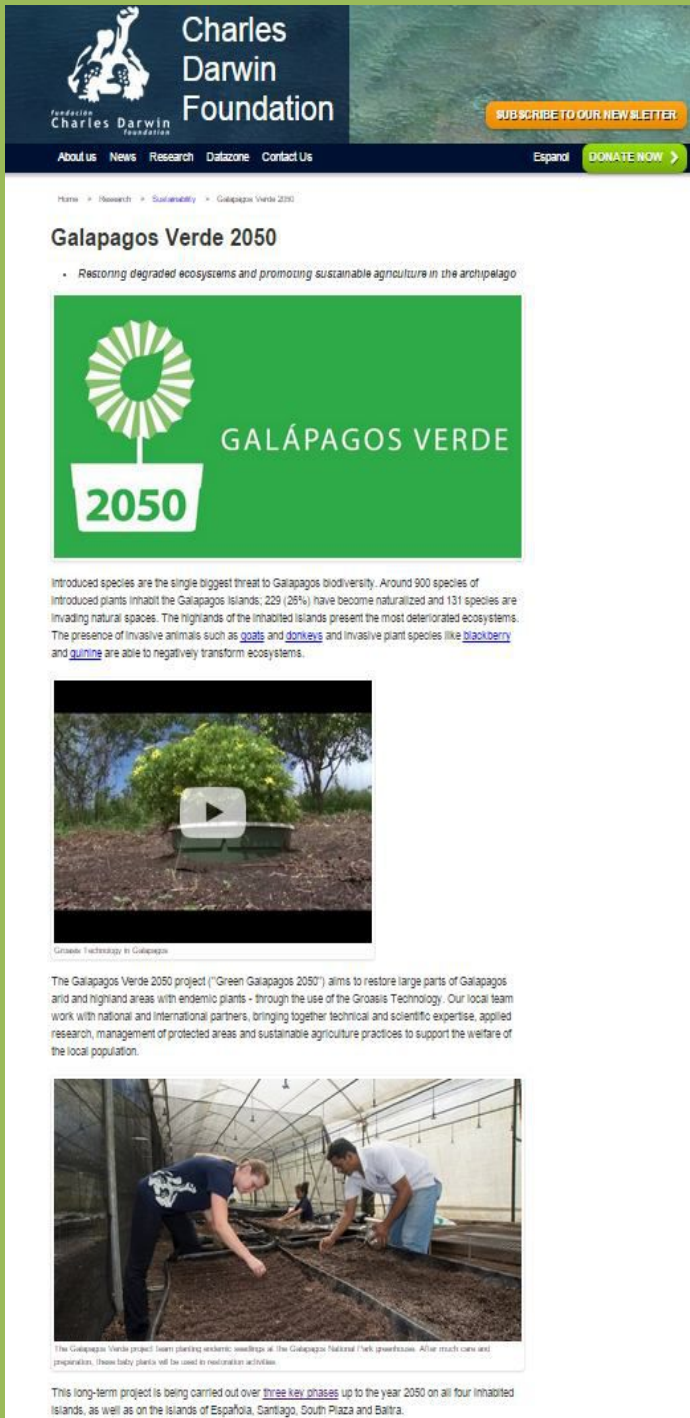 Charles
Darwin
Foundation
fundación
Charles Darwin
foundation
SUBSCRIBE TO OUR NEWSLETTER
About us News Research Datazone Contact Us Espanol DONATE NOW
Home > Research > Sustainability > Galapagos Verde 2050
Galapagos Verde 2050
• Restoring degraded ecosystems and promoting sustainable agriculture in the archipelago
GALÁPAGOS VERDE
2050
Introduced species are the single biggest threat to Galapagos biodiversity. Around 900 species of
introduced plants inhabit the Galapagos Islands; 229 (26%) have become naturalized and 131 species are
invading natural spaces. The highlands of the inhabited islands present the most deteriorated ecosystems.
The presence of invasive animals such as goats and donkeys and invasive plant species like blackberry
and quinine are able to negatively transform ecosystems.
Groasis Technology in Galapagos
The Galapagos Verde 2050 project ("Green Galapagos 2050") aims to restore large parts of Galapagos
arid and highland areas with endemic plants - through the use of the Groasis Technology. Our local team
work with national and international partners, bringing together technical and scientific expertise, applied
research, management of protected areas and sustainable agriculture practices to support the welfare of
the local population.
The Galapagos Verde project team planting endemic seedlings at the Galapagos National Park greenhouse. After much care and
preparation, these baby plants will be used in restoration activities.
This long-term project is being carried out over three key phases up to the year 2050 on all four inhabited
islands, as well as on the islands of Española, Santiago, South Plaza and Baltra.